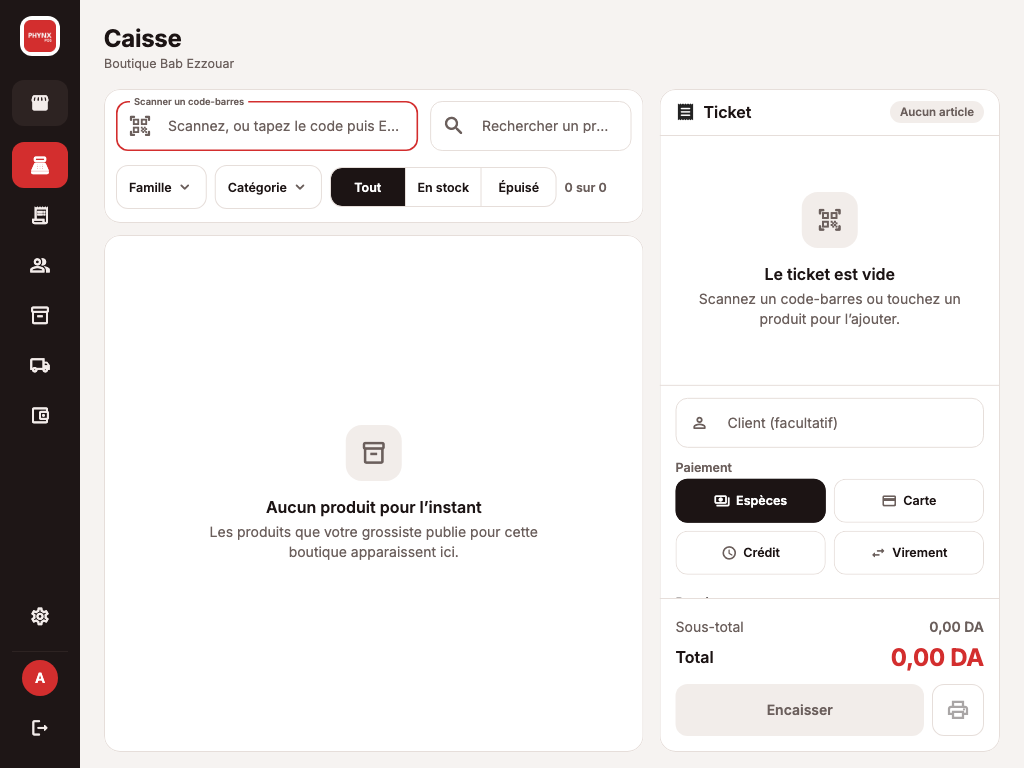 PHYNX
Caisse
Boutique Bab Ezzouar
Scanner un code-barres
Scannez, ou tapez le code puis E...
Rechercher un pr...
Famille
Catégorie
Tout
En stock
Épuisé
0 sur 0
Aucun produit pour l’instant
Les produits que votre grossiste publie pour cette
boutique apparaissent ici.
Ticket
Aucun article
Le ticket est vide
Scannez un code-barres ou touchez un
produit pour l’ajouter.
Client (facultatif)
Paiement
Espèces
Carte
Crédit
Virement
Sous-total
0,00 DA
Total
0,00 DA
Encaisser
A